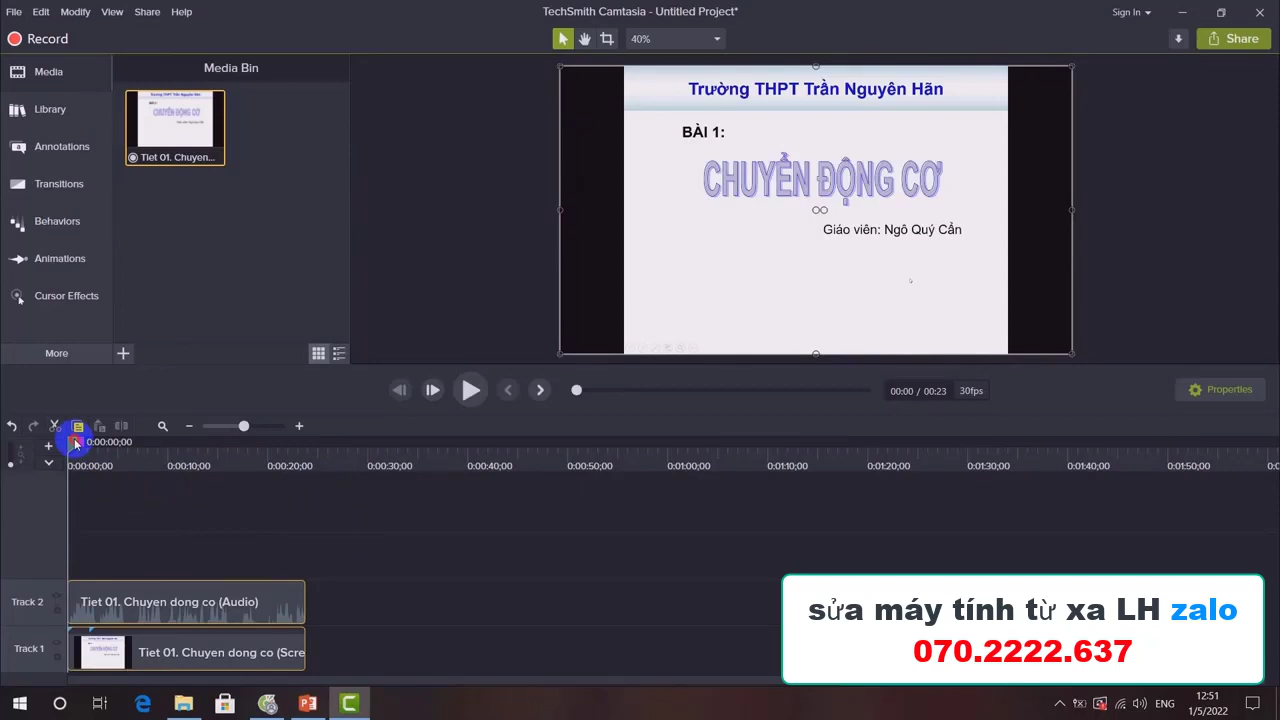 File Edit Modify View Share Help
TechSmith Camtasia - Untitled Project*
Sign In
Record
40%
Share
Media
Library
Annotations
Transitions
Behaviors
Animations
Cursor Effects
More
Media Bin
Tiet 01. Chuyen...
Trường THPT Trần Nguyên Hãn
BÀI 1:
CHUYỂN ĐỘNG CƠ
Giáo viên: Ngô Quý Cẩn
00:00 / 00:23 30fps
Properties
0:00:00;00
0:00:00;00 0:00:10;00 0:00:20;00 0:00:30;00 0:00:40;00 0:00:50;00 0:01:00;00 0:01:10;00 0:01:20;00 0:01:30;00 0:01:40;00 0:01:50;00
Track 2
Tiet 01. Chuyen dong co (Audio)
Track 1
Tiet 01. Chuyen dong co (Scre
sửa máy tính từ xa LH zalo
070.2222.637
ENG
12:51
1/5/2022